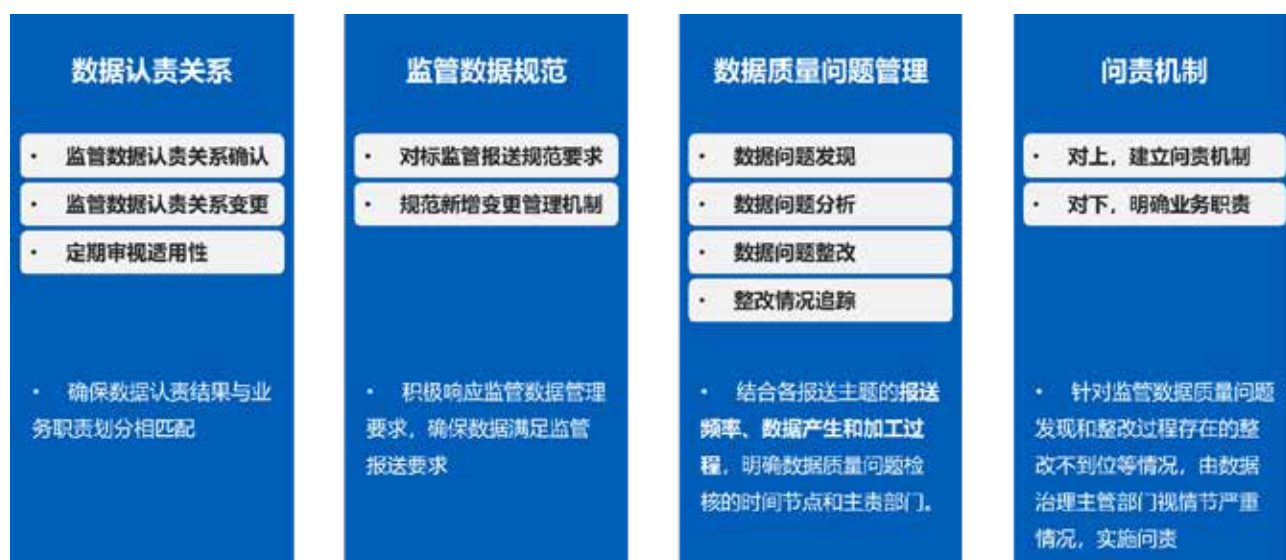 数据认责关系
• 监管数据认责关系确认
• 监管数据认责关系变更
• 定期审视适用性
• 确保数据认责结果与业
务职责划分相匹配
监管数据规范
• 对标监管报送规范要求
• 规范新增变更管理机制
• 积极响应监管数据管理
要求，确保数据满足监管
报送要求
数据质量问题管理
• 数据问题发现
• 数据问题分析
• 数据问题整改
• 整改情况追踪
• 结合各报送主题的报送
频率、数据产生和加工过
程，明确数据质量问题检
核的时间节点和主责部门。
问责机制
• 对上，建立问责机制
• 对下，明确业务职责
• 针对监管数据质量问题
发现和整改过程存在的整
改不到位等情况，由数据
治理主管部门视情节严重
情况，实施问责